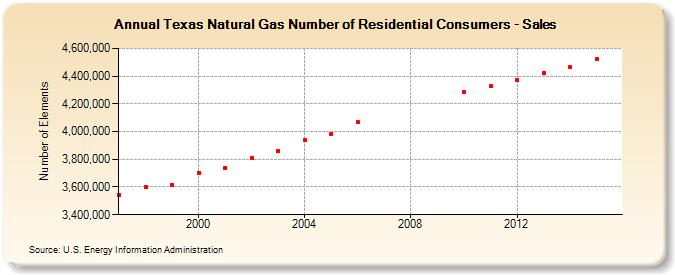 Annual Texas Natural Gas Number of Residential Consumers - Sales
Number of Elements
4,600,000
4,400,000
4,200,000
4,000,000
3,800,000
3,600,000
3,400,000
2000 2004 2008 2012
Source: U.S. Energy Information Administration